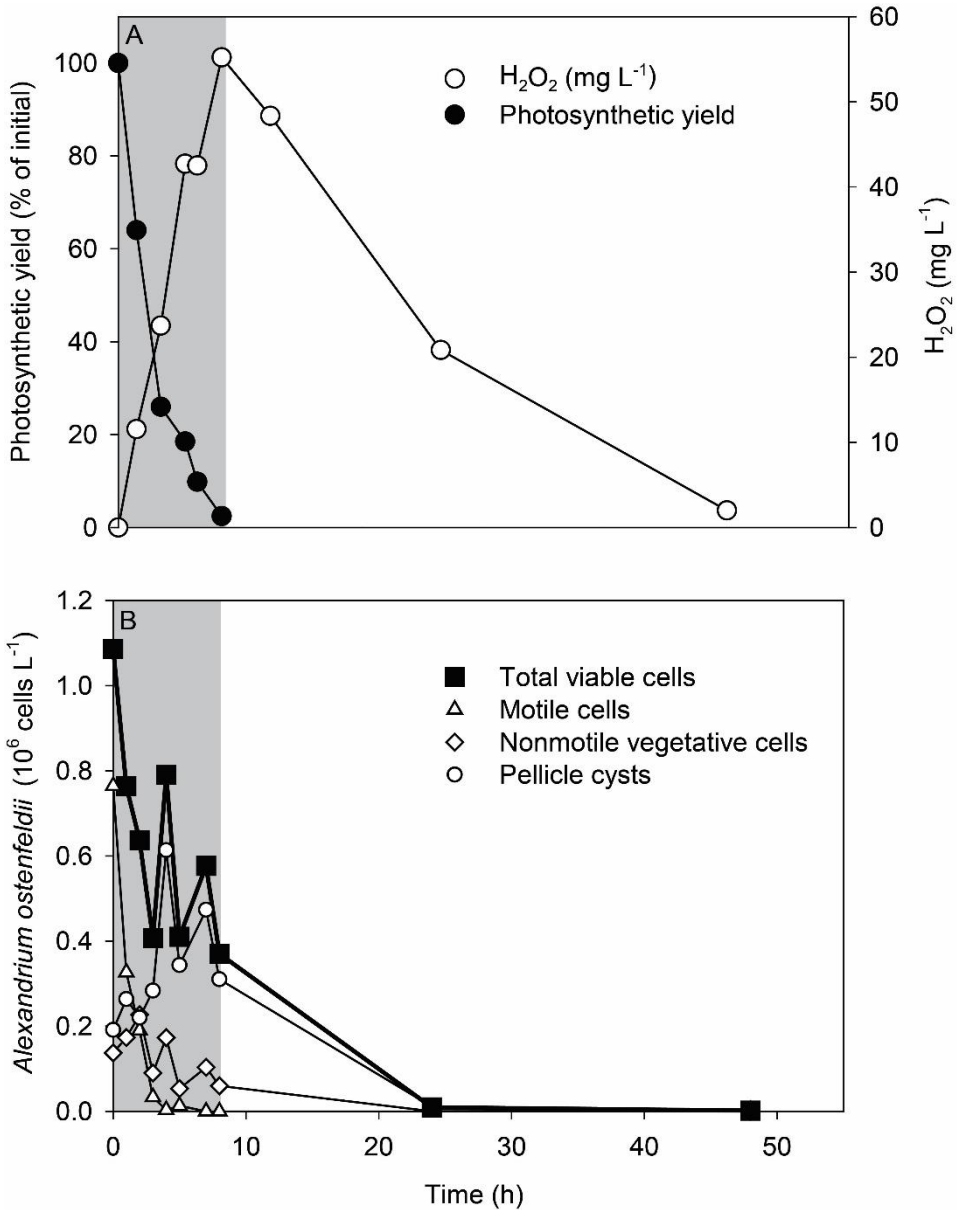 A
H₂O₂ (mg L⁻¹)
Photosynthetic yield
Photosynthetic yield (% of initial)
100
80
60
40
20
0
H₂O₂ (mg L⁻¹)
60
50
40
30
20
10
0
B
Total viable cells
Motile cells
Nonmotile vegetative cells
Pellicle cysts
Alexandrium ostenfeldii (10⁶ cells L⁻¹)
1.2
1.0
0.8
0.6
0.4
0.2
0.0
0 10 20 30 40 50
Time (h)